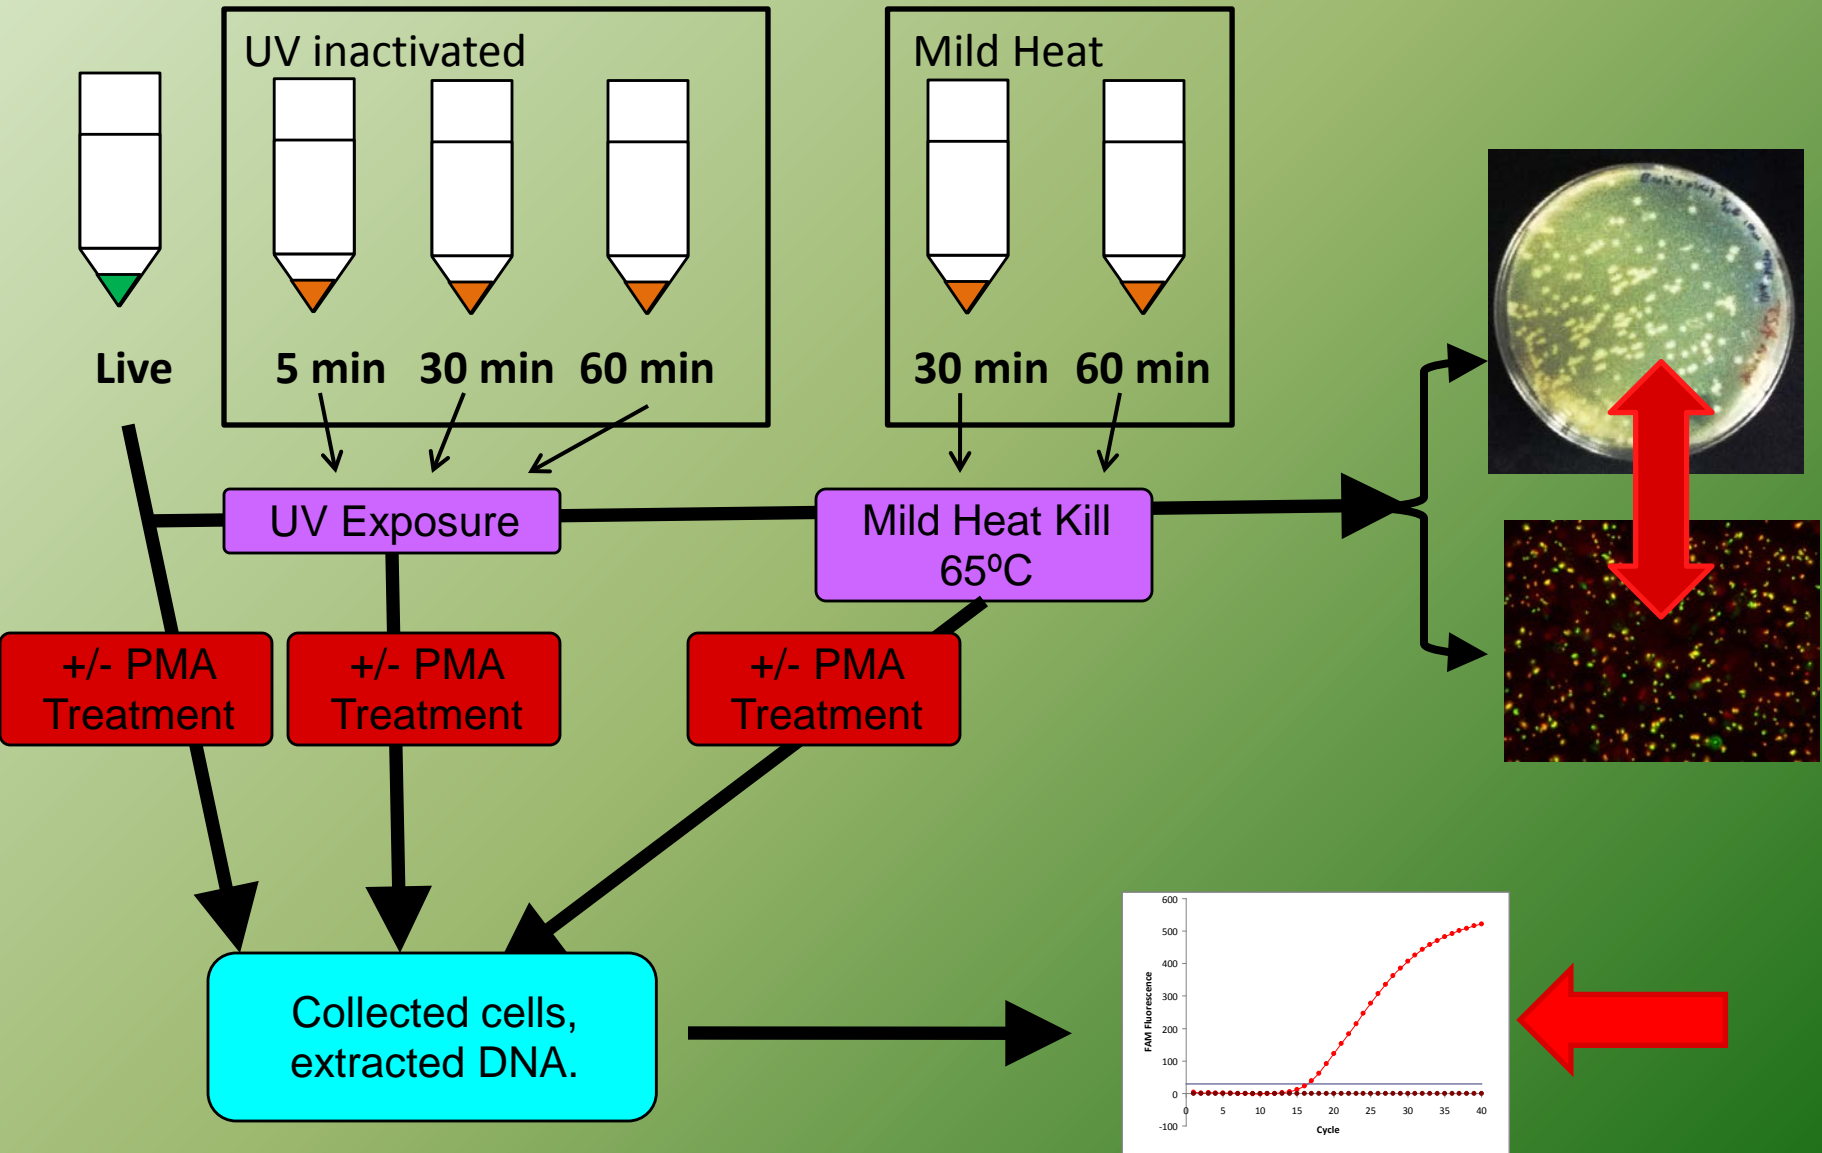 UV inactivated
Mild Heat
Live
5 min
30 min
60 min
30 min
60 min
UV Exposure
Mild Heat Kill
65ºC
+/- PMA
Treatment
+/- PMA
Treatment
+/- PMA
Treatment
Collected cells,
extracted DNA.
600
500
400
300
200
100
0
-100
FAM Fluorescence
0 5 10 15 20 25 30 35 40
Cycle